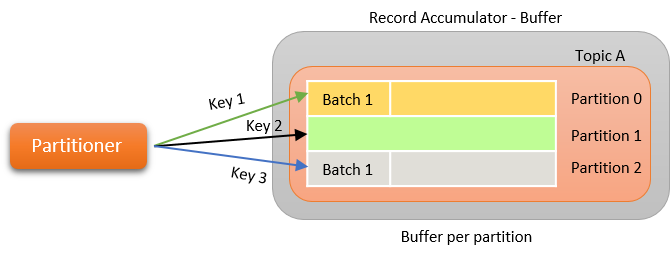 Record Accumulator - Buffer
Topic A
Key 1
Batch 1
Partition 0
Partitioner
Key 2
Partition 1
Key 3
Batch 1
Partition 2
Buffer per partition